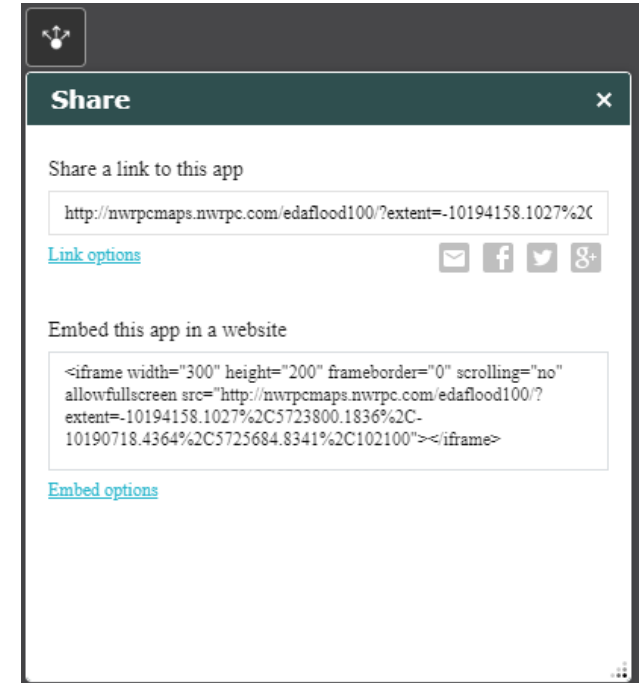 Share
Share a link to this app
http://nwrpcmaps.nwrpc.com/edaflood100/?extent=-10194158.1027%2C
Link options
Embed this app in a website
<iframe width="300" height="200" frameborder="0" scrolling="no"
allowfullscreen src="http://nwrpcmaps.nwrpc.com/edaflood100/?
extent=-10194158.1027%2C5723800.1836%2C-
10190718.4364%2C5725684.8341%2C102100"></iframe>
Embed options